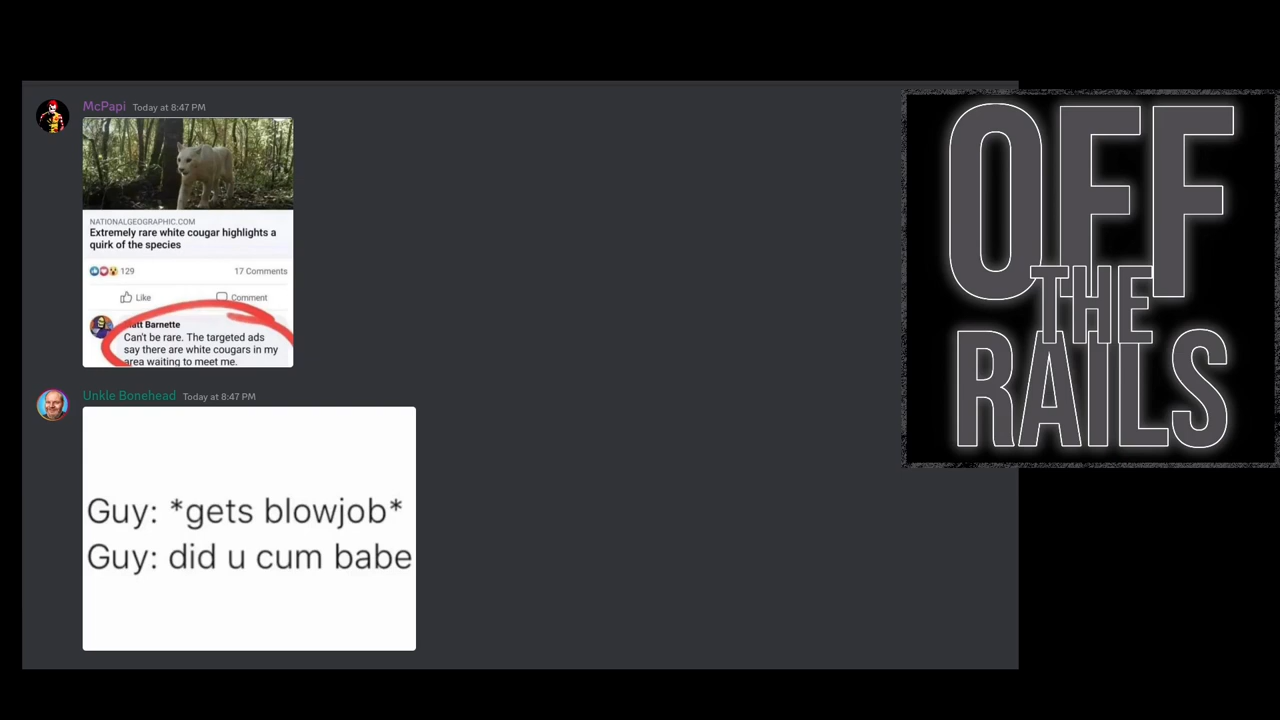 McPapi Today at 8:47 PM
NATIONALGEOGRAPHIC.COM
Extremely rare white cougar highlights a
quirk of the species
129 17 Comments
Like Comment
Barnette
Can't be rare. The targeted ads
say there are white cougars in my
area waiting to meet me.
Unkle Bonehead Today at 8:47 PM
Guy: *gets blowjob*
Guy: did u cum babe
OFF
THE
RAILS